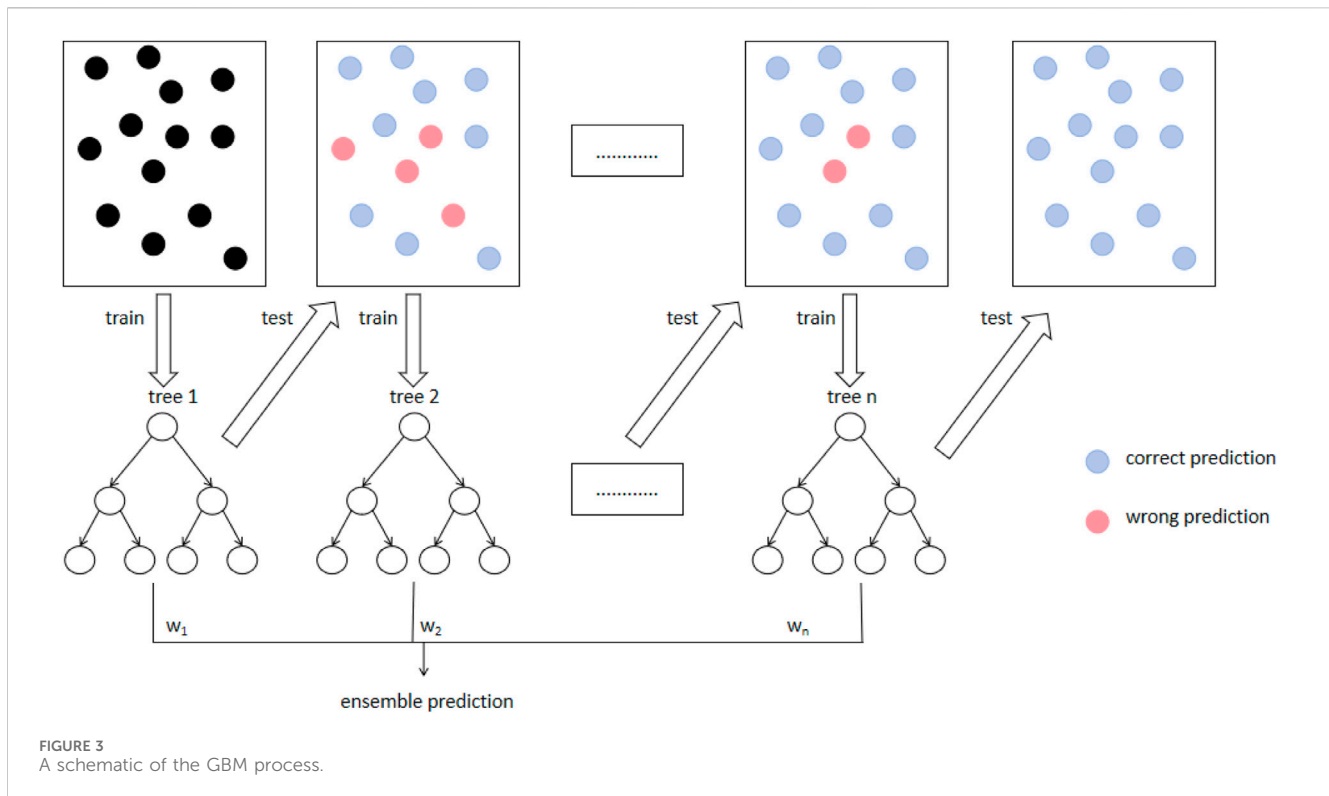 ............
train
test
train
test
train
test
tree 1
tree 2
tree n
correct prediction
............
wrong prediction
w1
w2
wn
ensemble prediction
FIGURE 3
A schematic of the GBM process.